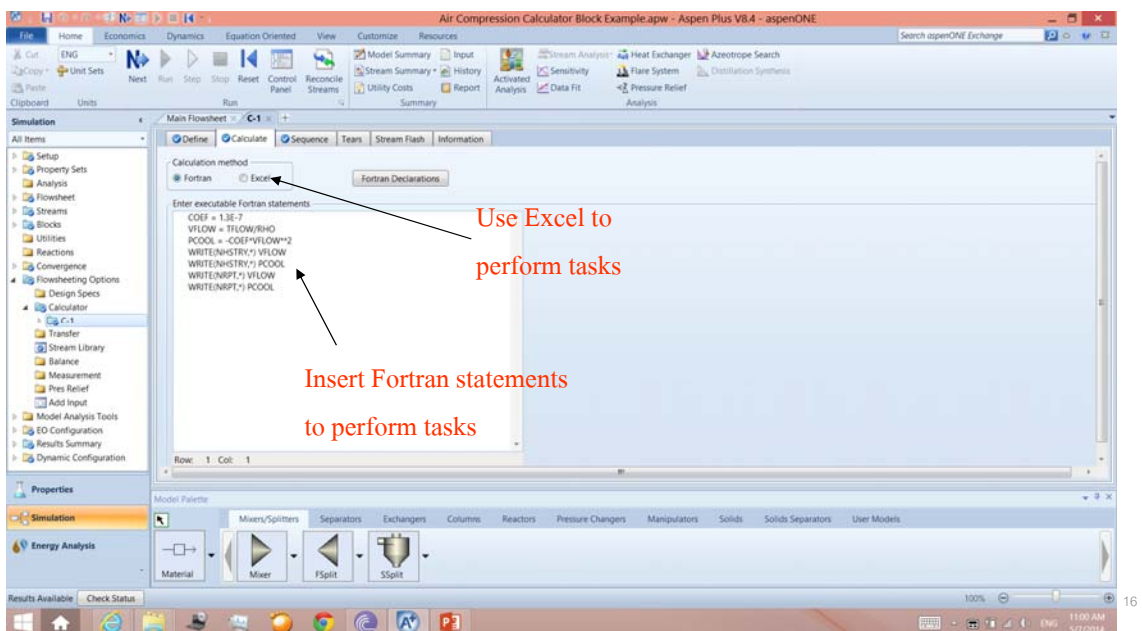 Air Compression Calculator Block Example.apw - Aspen Plus V8.4 - aspenONE
File Home Economics Dynamics Equation Oriented View Customize Resources Search aspenONE Exchange
Cut ENG Model Summary Input Stream Analysis Heat Exchanger Azeotrope Search
Copy Unit Sets Next Run Step Stop Reset Control Panel Reconcile Streams Stream Summary History Activated Analysis Sensitivity Flare System Distillation Synthesis
Paste Utility Costs Report Data Fit Pressure Relief
Clipboard Units Run Summary Analysis
Simulation Main Flowsheet C-1 +
All Items Define Calculate Sequence Tears Stream Flash Information
Setup
Property Sets
Analysis
Flowsheet
Streams
Blocks
Utilities
Reactions
Convergence
Flowsheeting Options
Design Specs
Calculator
C-1
Transfer
Stream Library
Balance
Measurement
Pres Relief
Add Input
Model Analysis Tools
EO Configuration
Results Summary
Dynamic Configuration
Calculation method
Fortran Excel Fortran Declarations
Enter executable Fortran statements
COEF = 1.3E-7
VFLOW = TFLOW/RHO
PCOOL = -COEF*VFLOW**2
WRITE(NHSTRY,*) VFLOW
WRITE(NHSTRY,*) PCOOL
WRITE(NRPT,*) VFLOW
WRITE(NRPT,*) PCOOL
Use Excel to
perform tasks
Insert Fortran statements
to perform tasks
Row: 1 Col: 1
Properties
Simulation
Energy Analysis
Model Palette
Mixers/Splitters Separators Exchangers Columns Reactors Pressure Changers Manipulators Solids Solids Separators User Models
Material Mixer FSplit SSplit
Results Available Check Status 100%
16
ENG 11:00 AM
5/7/2014